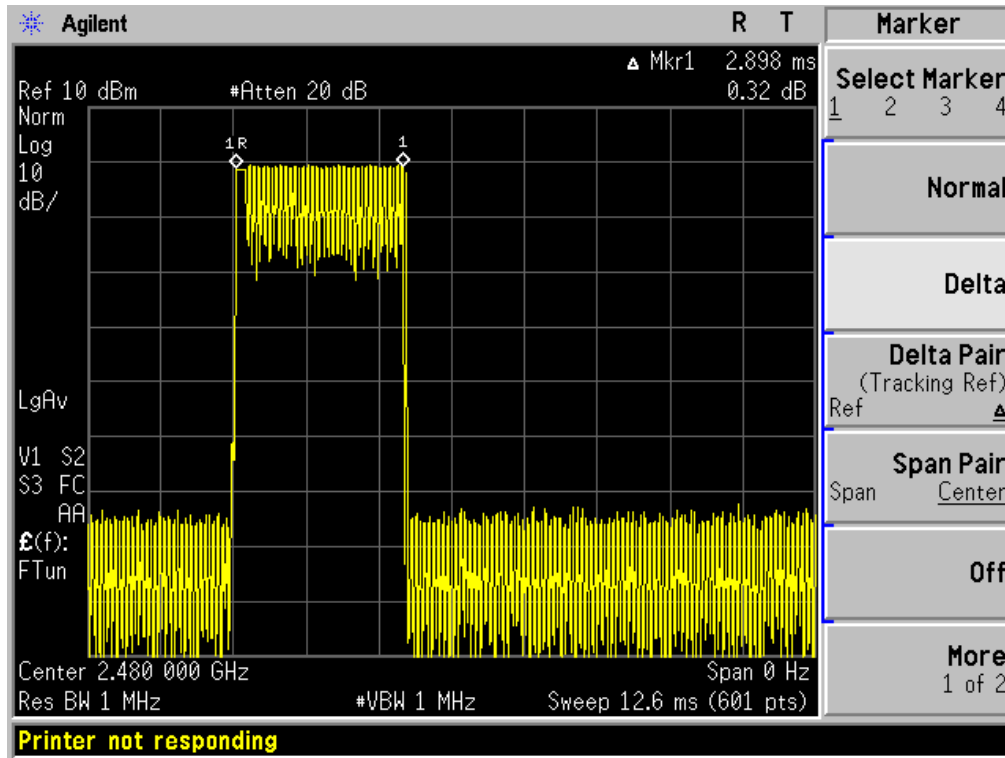 Agilent R T
Marker
▲ Mkr1 2.898 ms
Ref 10 dBm #Atten 20 dB 0.32 dB
Norm
Log
10
dB/
1R
1
LgAv
V1 S2
S3 FC
AA
£(f):
FTun
Center 2.480 000 GHz Span 0 Hz
Res BW 1 MHz #VBW 1 MHz Sweep 12.6 ms (601 pts)
Printer not responding
Select Marker
1 2 3 4
Normal
Delta
Delta Pair
(Tracking Ref)
Ref ▲
Span Pair
Span Center
Off
More
1 of 2